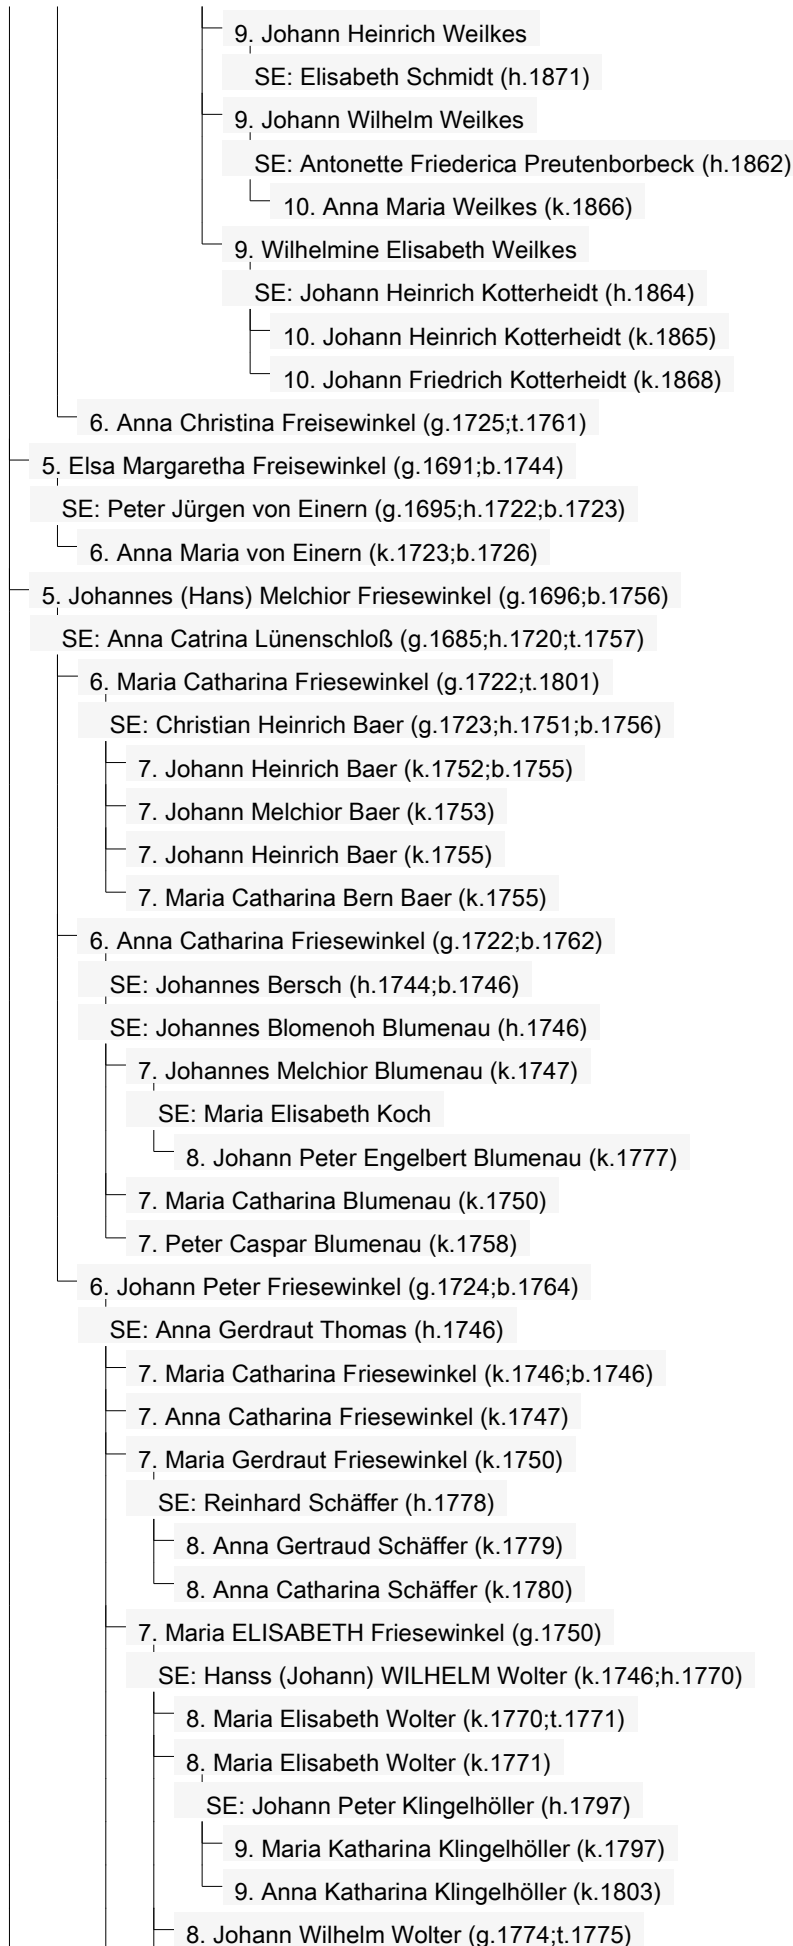 9. Johann Heinrich Weilkes
SE: Elisabeth Schmidt (h.1871)
9. Johann Wilhelm Weilkes
SE: Antonette Friederica Preutenborbeck (h.1862)
10. Anna Maria Weilkes (k.1866)
9. Wilhelmine Elisabeth Weilkes
SE: Johann Heinrich Kotterheidt (h.1864)
10. Johann Heinrich Kotterheidt (k.1865)
10. Johann Friedrich Kotterheidt (k.1868)
6. Anna Christina Freisewinkel (g.1725;t.1761)
5. Elsa Margaretha Freisewinkel (g.1691;b.1744)
SE: Peter Jürgen von Einern (g.1695;h.1722;b.1723)
6. Anna Maria von Einern (k.1723;b.1726)
5. Johannes (Hans) Melchior Friesewinkel (g.1696;b.1756)
SE: Anna Catrina Lünenschloß (g.1685;h.1720;t.1757)
6. Maria Catharina Friesewinkel (g.1722;t.1801)
SE: Christian Heinrich Baer (g.1723;h.1751;b.1756)
7. Johann Heinrich Baer (k.1752;b.1755)
7. Johann Melchior Baer (k.1753)
7. Johann Heinrich Baer (k.1755)
7. Maria Catharina Bern Baer (k.1755)
6. Anna Catharina Friesewinkel (g.1722;b.1762)
SE: Johannes Bersch (h.1744;b.1746)
SE: Johannes Blomenoh Blumenau (h.1746)
7. Johannes Melchior Blumenau (k.1747)
SE: Maria Elisabeth Koch
8. Johann Peter Engelbert Blumenau (k.1777)
7. Maria Catharina Blumenau (k.1750)
7. Peter Caspar Blumenau (k.1758)
6. Johann Peter Friesewinkel (g.1724;b.1764)
SE: Anna Gerdraut Thomas (h.1746)
7. Maria Catharina Friesewinkel (k.1746;b.1746)
7. Anna Catharina Friesewinkel (k.1747)
7. Maria Gerdraut Friesewinkel (k.1750)
SE: Reinhard Schäffer (h.1778)
8. Anna Gertraud Schäffer (k.1779)
8. Anna Catharina Schäffer (k.1780)
7. Maria ELISABETH Friesewinkel (g.1750)
SE: Hanss (Johann) WILHELM Wolter (k.1746;h.1770)
8. Maria Elisabeth Wolter (k.1770;t.1771)
8. Maria Elisabeth Wolter (k.1771)
SE: Johann Peter Klingelhöller (h.1797)
9. Maria Katharina Klingelhöller (k.1797)
9. Anna Katharina Klingelhöller (k.1803)
8. Johann Wilhelm Wolter (g.1774;t.1775)